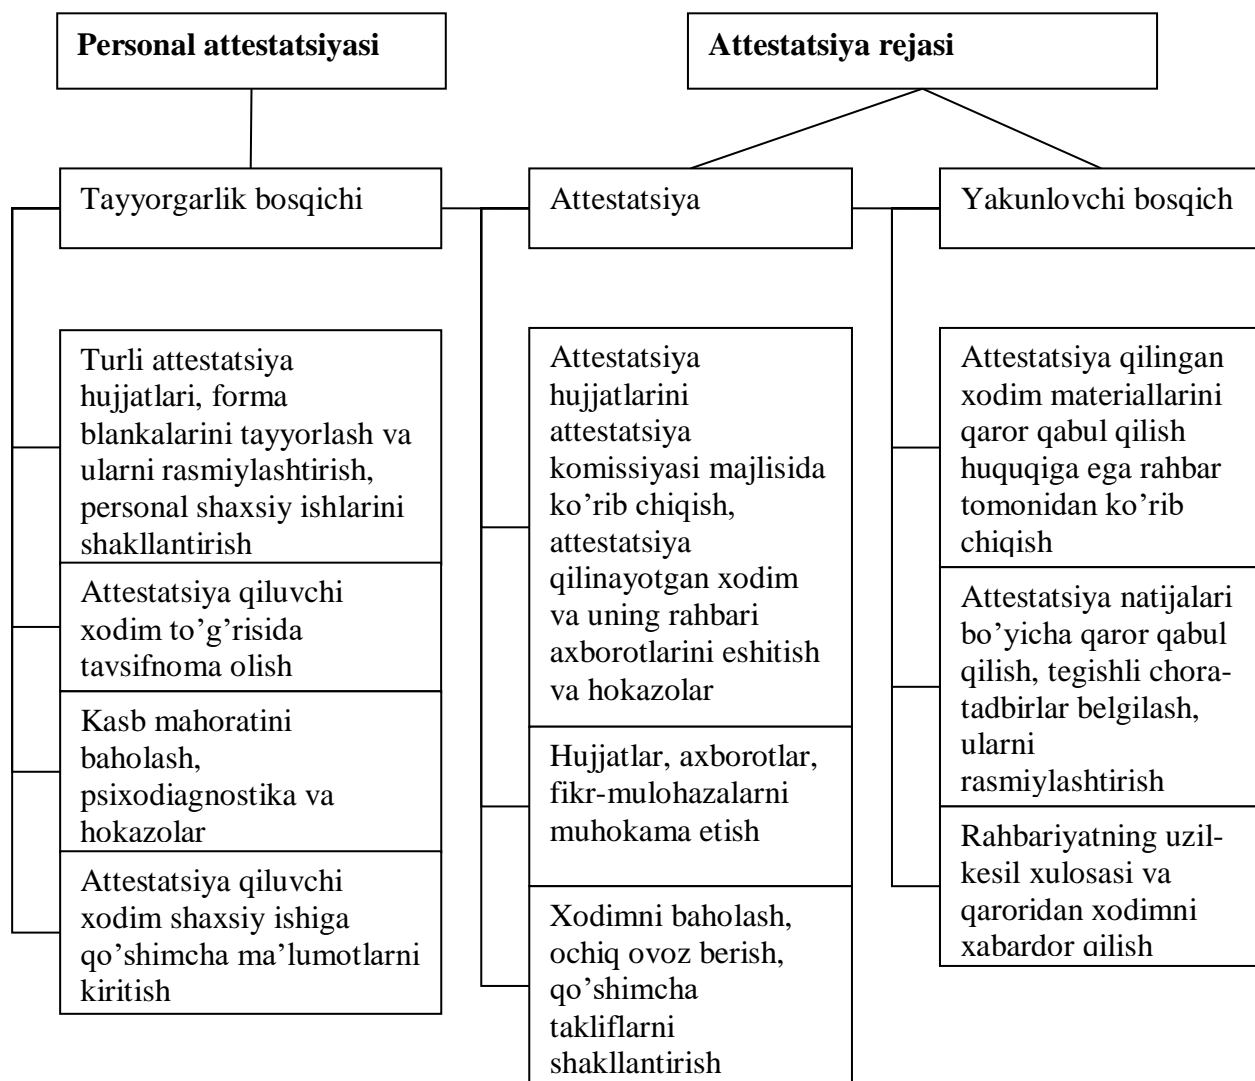 Personal attestatsiyasi
Attestatsiya rejasi
Tayyorgarlik bosqichi
Attestatsiya
Yakunlovchi bosqich
Turli attestatsiya
hujjatlari, forma
blankalarini tayyorlash va
ularni rasmiylashtirish,
personal shaxsiy ishlarini
shakllantirish
Attestatsiya qiluvchi
xodim to’g’risida
tavsifnoma olish
Kasb mahoratini
baholash,
psixodiagnostika va
hokazolar
Attestatsiya qiluvchi
xodim shaxsiy ishiga
qo’shimcha ma’lumotlarni
kiritish
Attestatsiya
hujjatlarini
attestatsiya
komissiyasi majlisida
ko’rib chiqish,
attestatsiya
qilinayotgan xodim
va uning rahbari
axborotlarini eshitish
va hokazolar
Hujjatlar, axborotlar,
fikr-mulohazalarni
muhokama etish
Xodimni baholash,
ochiq ovoz berish,
qo’shimcha
takliflarni
shakllantirish
Attestatsiya qilingan
xodim materiallarini
qaror qabul qilish
huquqiga ega rahbar
tomonidan ko’rib
chiqish
Attestatsiya natijalari
bo’yicha qaror qabul
qilish, tegishli chora-
tadbirlar belgilash,
ularni
rasmiylashtirish
Rahbariyatning uzil-
kesil xulosasi va
qaroridan xodimni
xabardor qilish